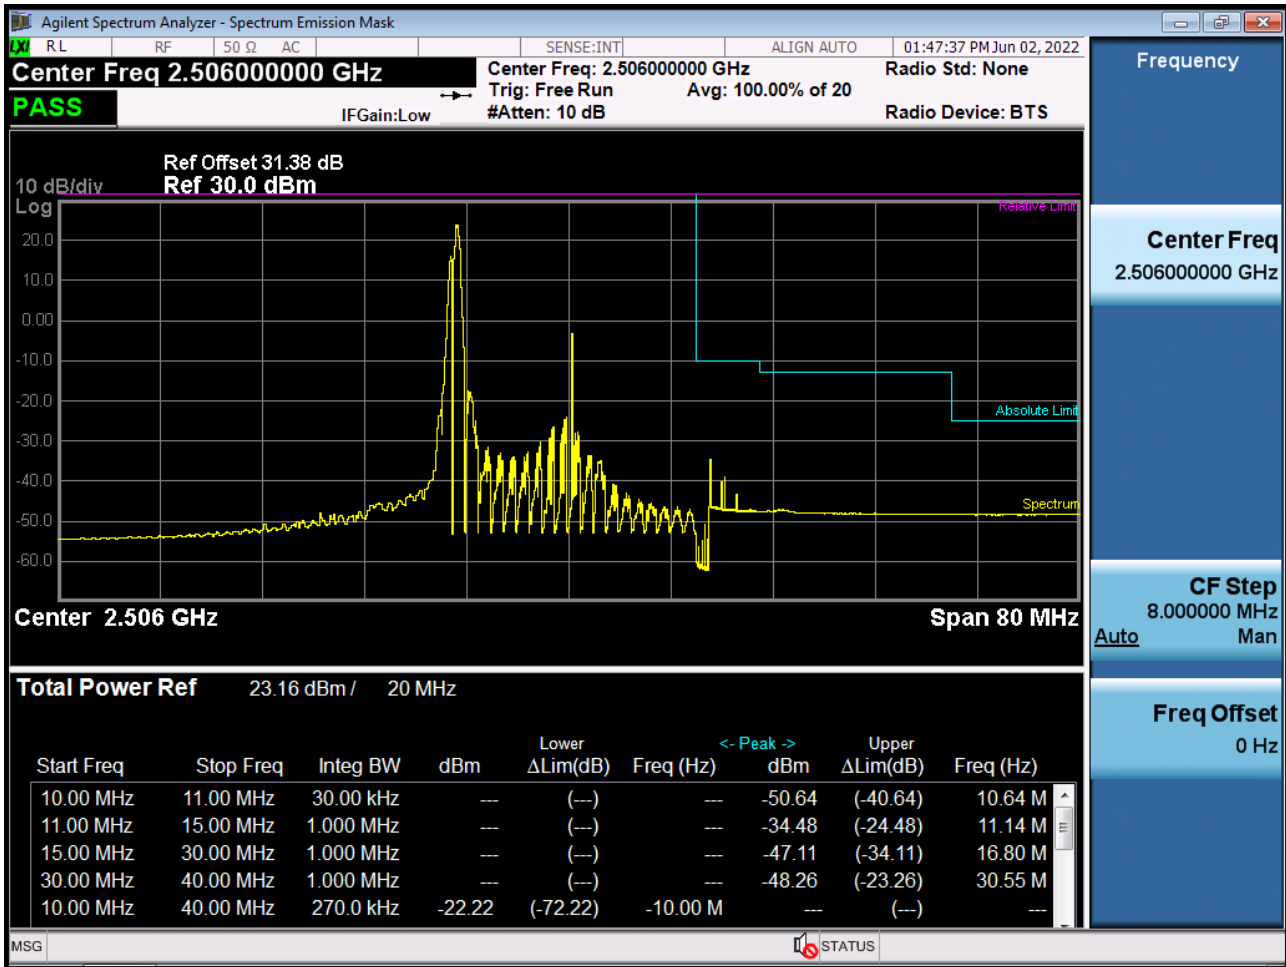 Agilent Spectrum Analyzer - Spectrum Emission Mask
LXI RL RF 50 Ω AC SENSE:INT ALIGN AUTO 01:47:37 PM Jun 02, 2022
Center Freq 2.506000000 GHz
PASS
IFGain:Low
Center Freq: 2.506000000 GHz
Trig: Free Run Avg: 100.00% of 20
#Atten: 10 dB
Radio Std: None
Radio Device: BTS
Ref Offset 31.38 dB
10 dB/div Ref 30.0 dBm
Log
Relative Limit
20.0
10.0
0.00
-10.0
-20.0
Absolute Limit
-30.0
-40.0
Spectrum
-50.0
-60.0
Center 2.506 GHz Span 80 MHz
Total Power Ref 23.16 dBm / 20 MHz
Lower <- Peak -> Upper
Start Freq Stop Freq Integ BW dBm ΔLim(dB) Freq (Hz) dBm ΔLim(dB) Freq (Hz)
10.00 MHz 11.00 MHz 30.00 kHz --- (---) --- -50.64 (-40.64) 10.64 M
11.00 MHz 15.00 MHz 1.000 MHz --- (---) --- -34.48 (-24.48) 11.14 M
15.00 MHz 30.00 MHz 1.000 MHz --- (---) --- -47.11 (-34.11) 16.80 M
30.00 MHz 40.00 MHz 1.000 MHz --- (---) --- -48.26 (-23.26) 30.55 M
10.00 MHz 40.00 MHz 270.0 kHz -22.22 (-72.22) -10.00 M --- (---) ---
MSG STATUS
Frequency
Center Freq
2.506000000 GHz
CF Step
8.000000 MHz
Auto Man
Freq Offset
0 Hz